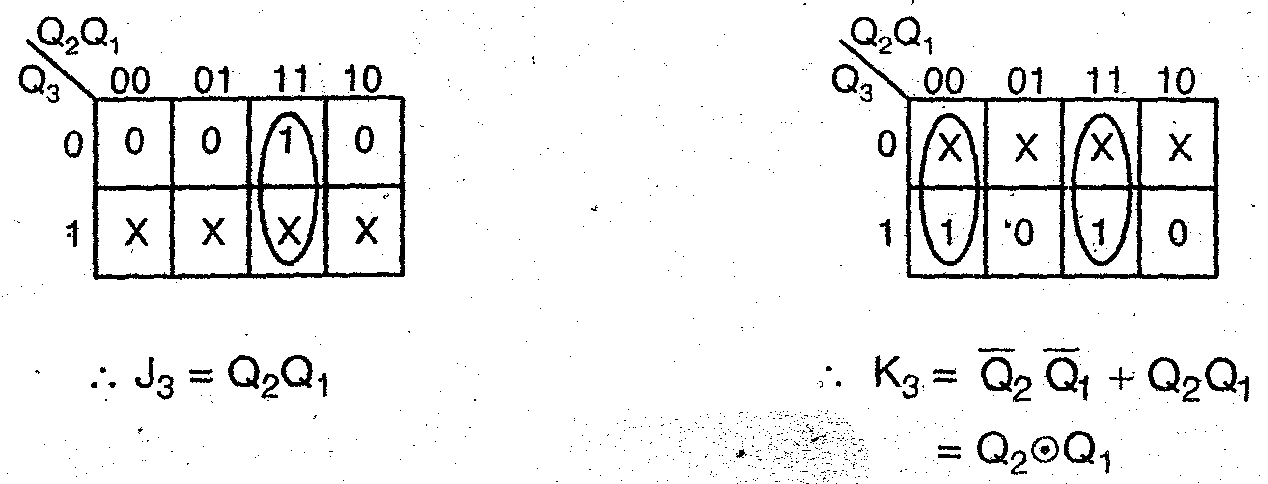 Q₂Q₁ Q₂Q₁
Q₃ 00 01 11 10 Q₃ 00 01 11 10
0 0 0 1 0 0 X X X X
1 X X X X 1 1 0 1 0
∴ J₃ = Q₂Q₁ ∴ K₃ = Q̅₂ Q̅₁ + Q₂Q₁
= Q₂⊙Q₁